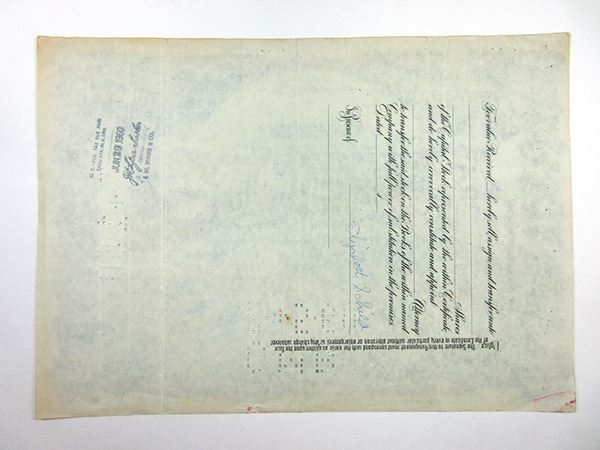 For value Received hereby sell, assign and transfer unto
Shares
of the Capital Stock represented by the within Certificate
and do hereby irrevocably constitute and appoint
Attorney
to transfer the said stock on the Books of the within named
Company with full power of substitution in the premises.
Dated
In Presence of
Notice: The Signature to this Assignment must correspond with the name as written upon the face
of the Certificate in every particular without alteration or enlargement or any change whatever.
JUN 29 1960